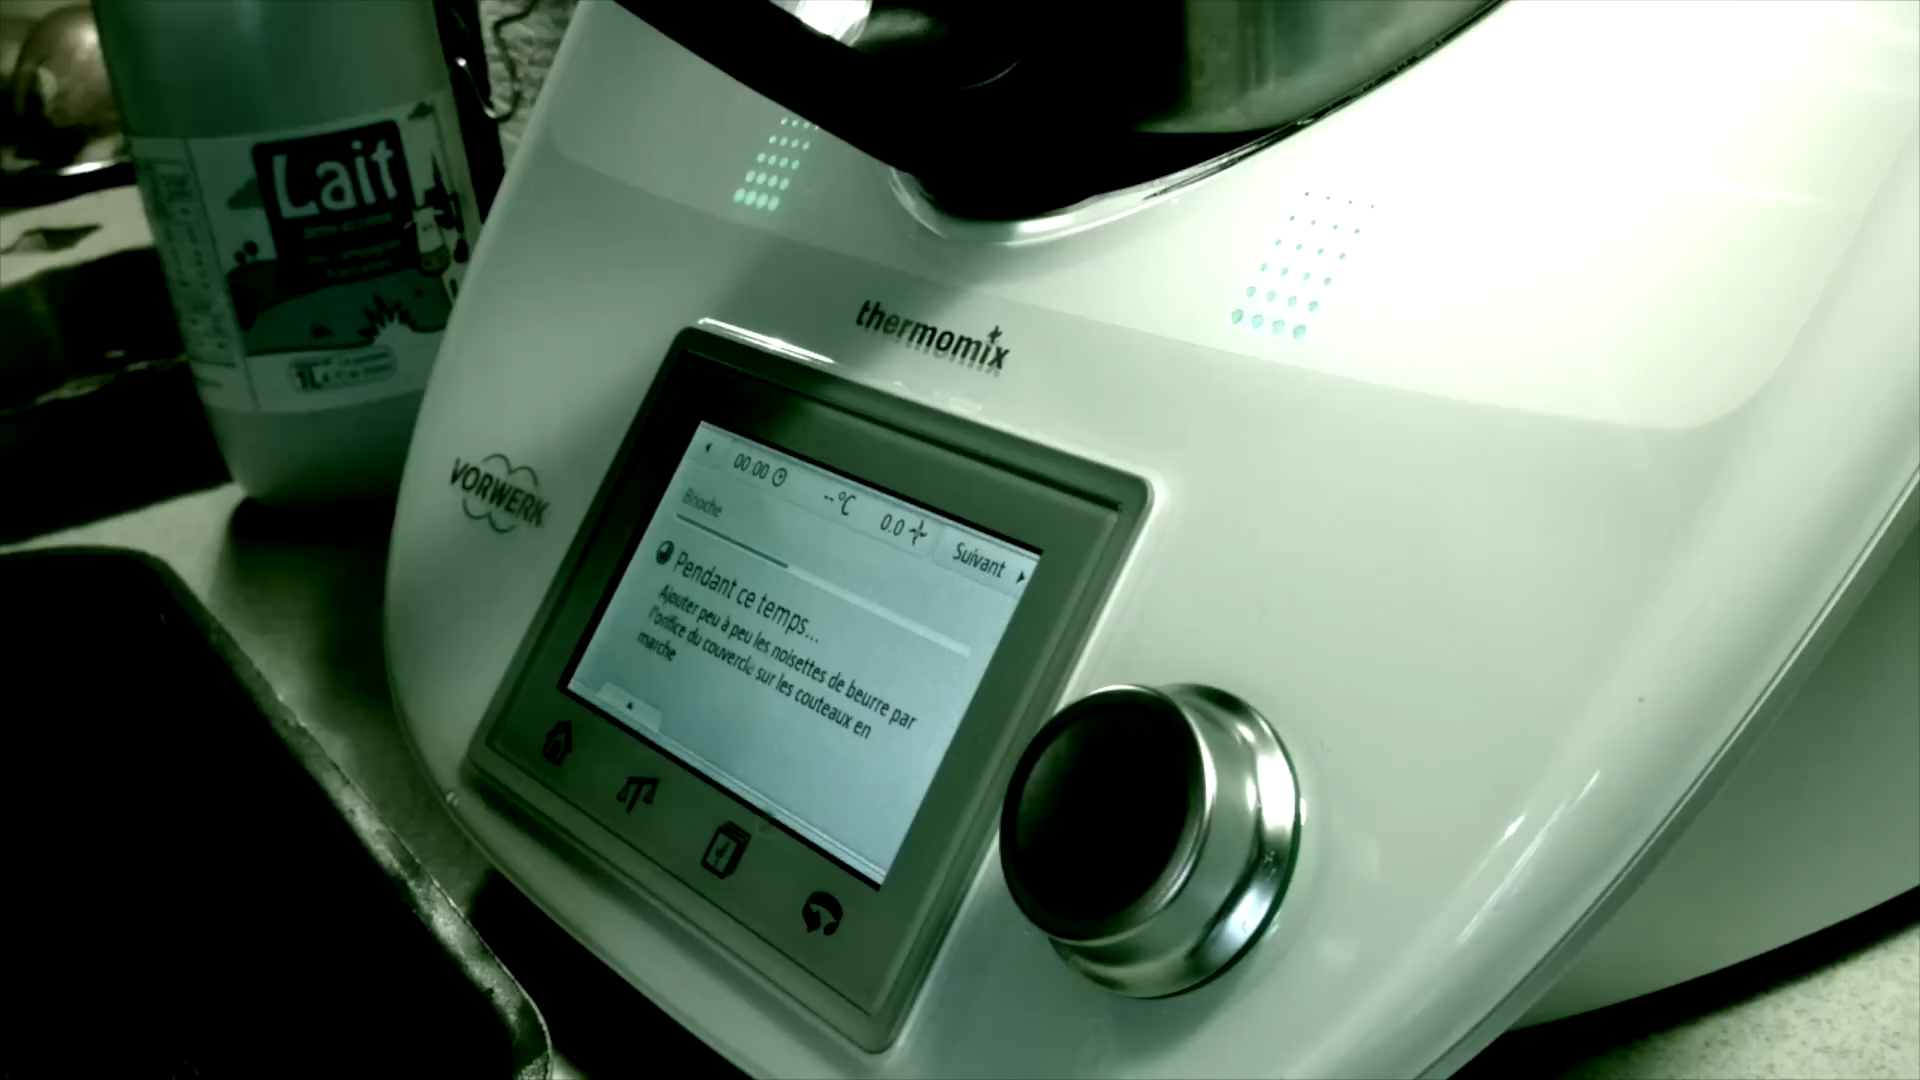 Lait
1L
thermomix
VORWERK
00:00
--°C
0.0
Suivant
Brioche
Pendant ce temps...
Ajouter peu à peu les noisettes de beurre par
l'orifice du couvercle sur les couteaux en
marche